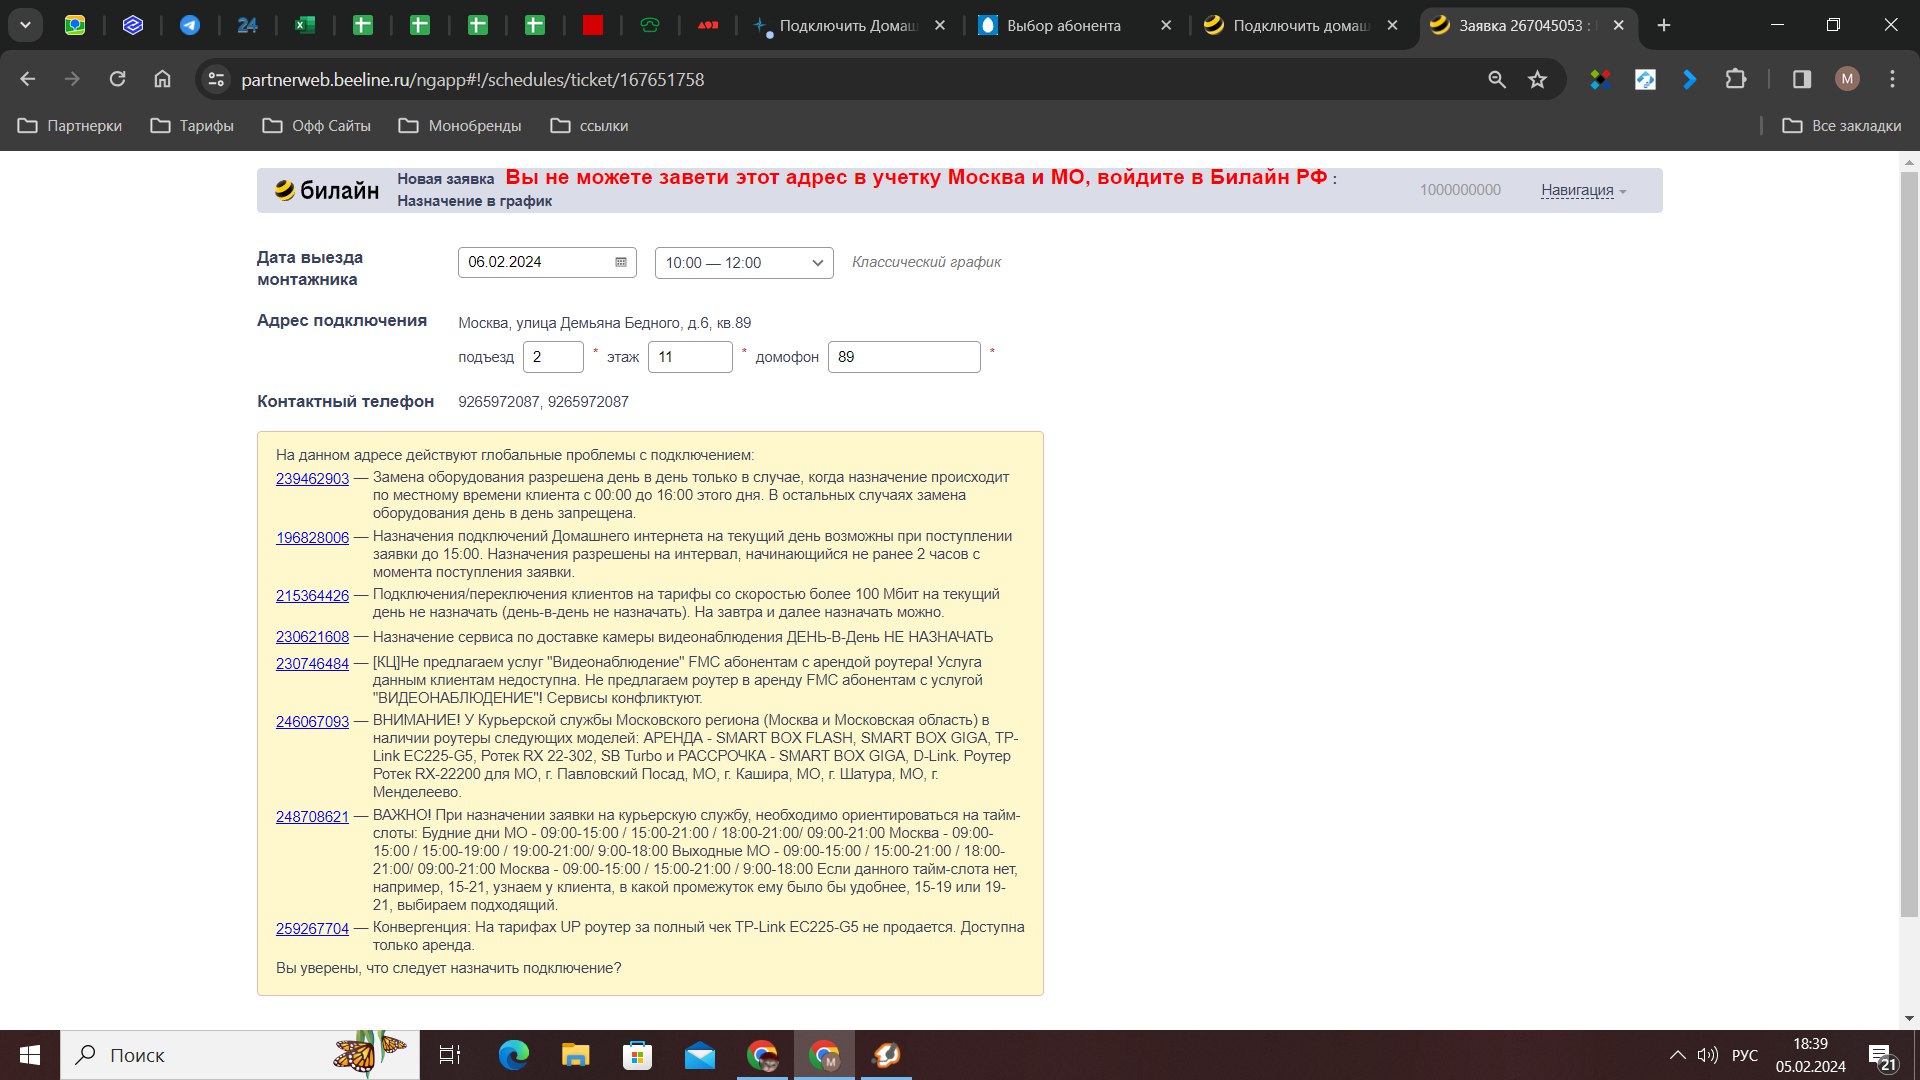 24
Подключить Домаш
Выбор абонента
Подключить домаш
Заявка 267045053 :
partnerweb.beeline.ru/ngapp#!/schedules/ticket/167651758
M
Партнерки
Тарифы
Офф Сайты
Монобренды
ссылки
Все закладки
билайн
Новая заявка Вы не можете завети этот адрес в учетку Москва и МО, войдите в Билайн РФ :
Назначение в график
1000000000
Навигация
Дата выезда
монтажника
06.02.2024
10:00 — 12:00
Классический график
Адрес подключения
Москва, улица Демьяна Бедного, д.6, кв.89
подъезд 2 * этаж 11 * домофон 89 *
Контактный телефон
9265972087, 9265972087
На данном адресе действуют глобальные проблемы с подключением:
239462903 — Замена оборудования разрешена день в день только в случае, когда назначение происходит
по местному времени клиента с 00:00 до 16:00 этого дня. В остальных случаях замена
оборудования день в день запрещена.
196828006 — Назначения подключений Домашнего интернета на текущий день возможны при поступлении
заявки до 15:00. Назначения разрешены на интервал, начинающийся не ранее 2 часов с
момента поступления заявки.
215364426 — Подключения/переключения клиентов на тарифы со скоростью более 100 Мбит на текущий
день не назначать (день-в-день не назначать). На завтра и далее назначать можно.
230621608 — Назначение сервиса по доставке камеры видеонаблюдения ДЕНЬ-В-День НЕ НАЗНАЧАТЬ
230746484 — [КЦ]Не предлагаем услуг "Видеонаблюдение" FMC абонентам с арендой роутера! Услуга
данным клиентам недоступна. Не предлагаем роутер в аренду FMC абонентам с услугой
"ВИДЕОНАБЛЮДЕНИЕ"! Сервисы конфликтуют.
246067093 — ВНИМАНИЕ! У Курьерской службы Московского региона (Москва и Московская область) в
наличии роутеры следующих моделей: АРЕНДА - SMART BOX FLASH, SMART BOX GIGA, TP-
Link EC225-G5, Ротек RX 22-302, SB Turbo и РАССРОЧКА - SMART BOX GIGA, D-Link. Роутер
Ротек RX-22200 для МО, г. Павловский Посад, МО, г. Кашира, МО, г. Шатура, МО, г.
Менделеево.
248708621 — ВАЖНО! При назначении заявки на курьерскую службу, необходимо ориентироваться на тайм-
слоты: Будние дни МО - 09:00-15:00 / 15:00-21:00 / 18:00-21:00/ 09:00-21:00 Москва - 09:00-
15:00 / 15:00-19:00 / 19:00-21:00/ 9:00-18:00 Выходные МО - 09:00-15:00 / 15:00-21:00 / 18:00-
21:00/ 09:00-21:00 Москва - 09:00-15:00 / 15:00-21:00 / 9:00-18:00 Если данного тайм-слота нет,
например, 15-21, узнаем у клиента, в какой промежуток ему было бы удобнее, 15-19 или 19-
21, выбираем подходящий.
259267704 — Конвергенция: На тарифах UP роутер за полный чек TP-Link EC225-G5 не продается. Доступна
только аренда.
Вы уверены, что следует назначить подключение?
Поиск
РУС
18:39
05.02.2024
21